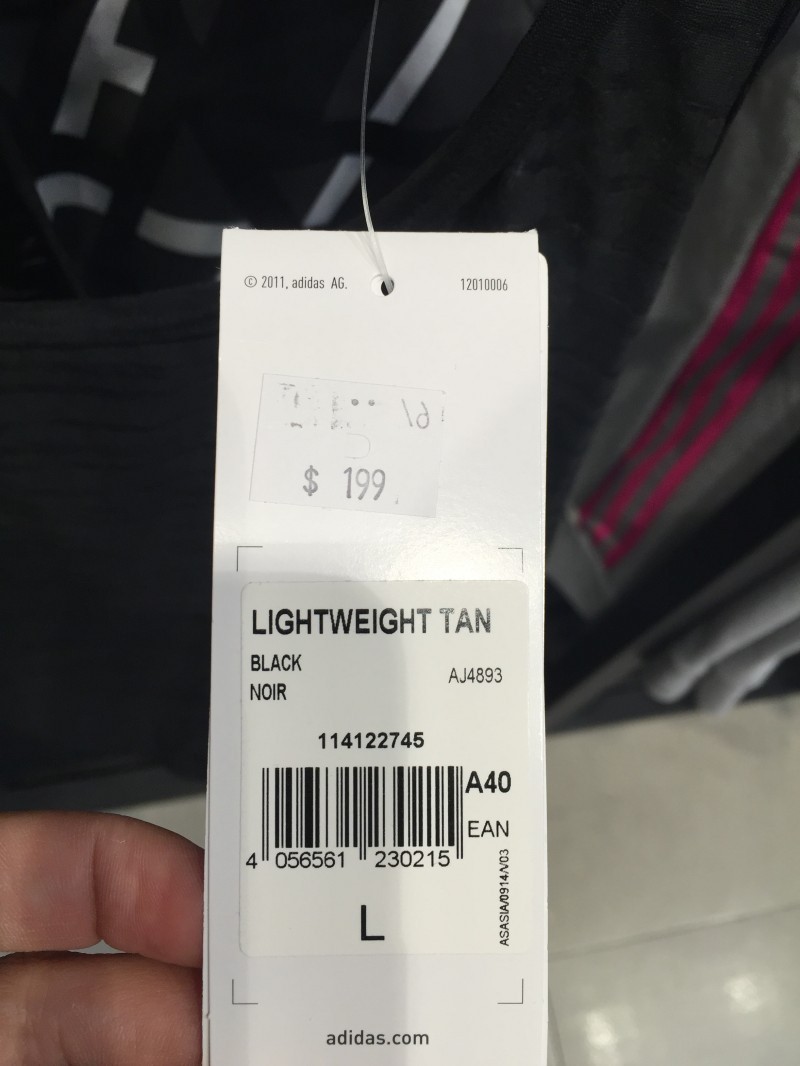 © 2011, adidas AG.
12010006
$ 199
LIGHTWEIGHT TAN
BLACK
AJ4893
NOIR
114122745
A40
EAN
4 056561 230215
ASASIA/0914/V03
L
adidas.com